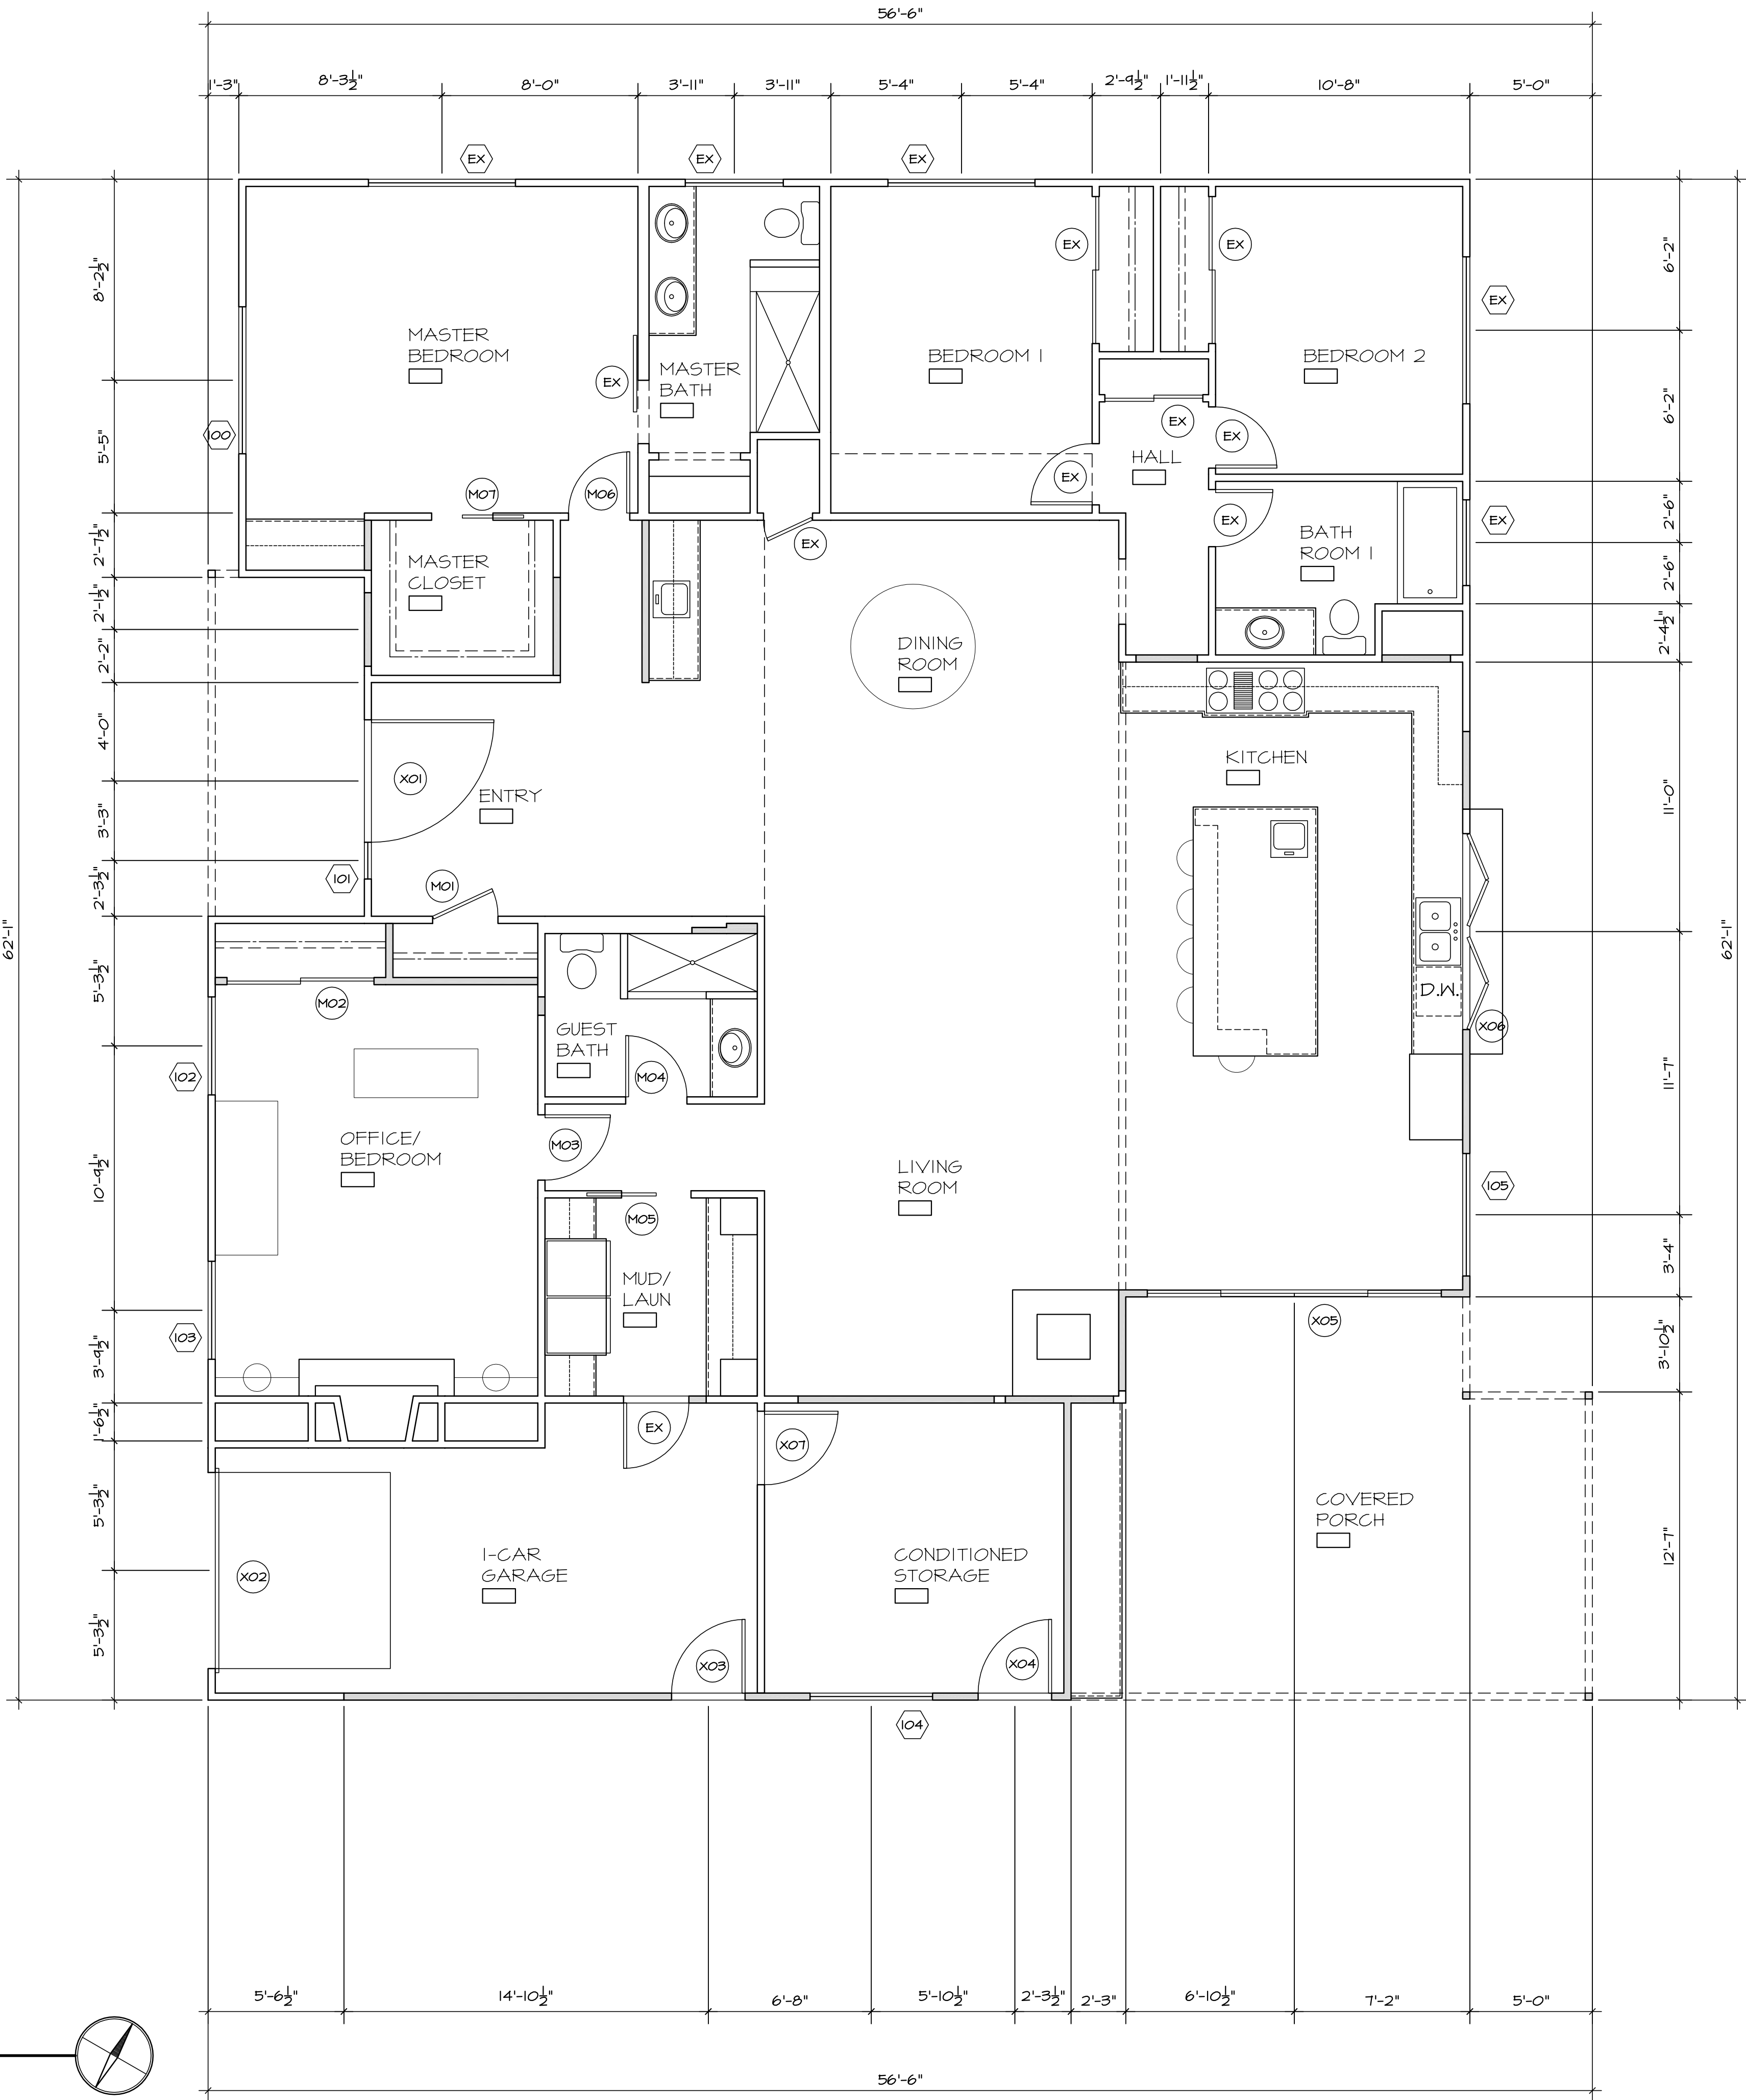 56'-6"
1'-3" 8'-3½" 8'-0" 3'-11" 3'-11" 5'-4" 5'-4" 2'-9½" 1'-11½" 10'-8" 5'-0"
EX EX EX
EX EX
8'-2½" 6'-2"
EX
MASTER
BEDROOM
EX
MASTER
BATH
BEDROOM 1
BEDROOM 2
100
5'-5" 6'-2"
EX
EX
HALL
EX
M07
M06
EX
EX
EX
2'-6"
2'-7½"
MASTER
CLOSET
BATH
ROOM 1
2'-6"
2'-1½"
2'-2"
DINING
ROOM
2'-4½"
4'-0"
X01
ENTRY
KITCHEN
3'-3" 11'-0"
101
M01
2'-3½"
62'-1" 62'-1"
5'-3½"
M02
D.W.
X06
GUEST
BATH
102
M04
11'-7"
OFFICE/
BEDROOM
M03
10'-9½"
LIVING
ROOM
105
M05
MUD/
LAUN
3'-4"
103
X05
3'-9½" 3'-10½"
1'-6½"
EX
X07
5'-3½"
COVERED
PORCH
X02
1-CAR
GARAGE
CONDITIONED
STORAGE
12'-7"
5'-3½"
X03
X04
104
5'-6½" 14'-10½" 6'-8" 5'-10½" 2'-3½" 2'-3" 6'-10½" 7'-2" 5'-0"
56'-6"